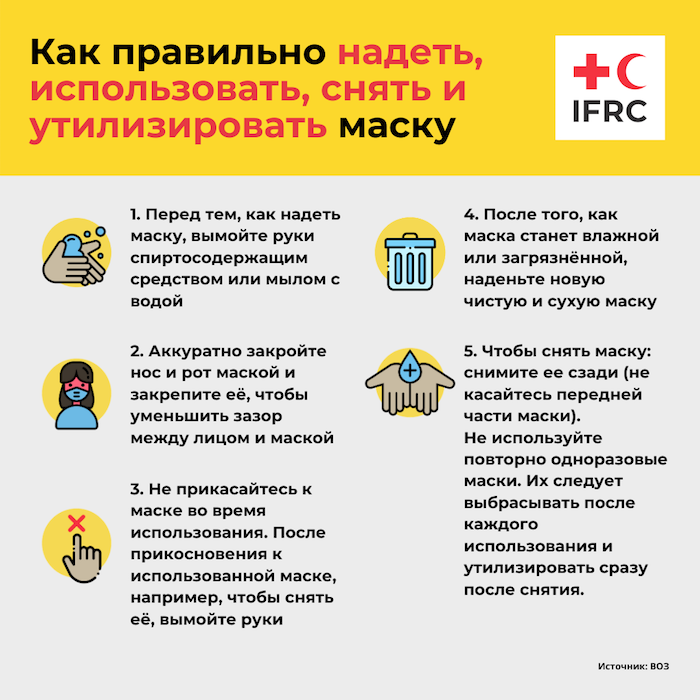 Как правильно надеть,
использовать, снять и
утилизировать маску
IFRC
1. Перед тем, как надеть
маску, вымойте руки
спиртосодержащим
средством или мылом с
водой
2. Аккуратно закройте
нос и рот маской и
закрепите её, чтобы
уменьшить зазор
между лицом и маской
3. Не прикасайтесь к
маске во время
использования. После
прикосновения к
использованной маске,
например, чтобы снять
её, вымойте руки
4. После того, как
маска станет влажной
или загрязнённой,
наденьте новую
чистую и сухую маску
5. Чтобы снять маску:
снимите ее сзади (не
касайтесь передней
части маски).
Не используйте
повторно одноразовые
маски. Их следует
выбрасывать после
каждого
использования и
утилизировать сразу
после снятия.
Источник: ВОЗ